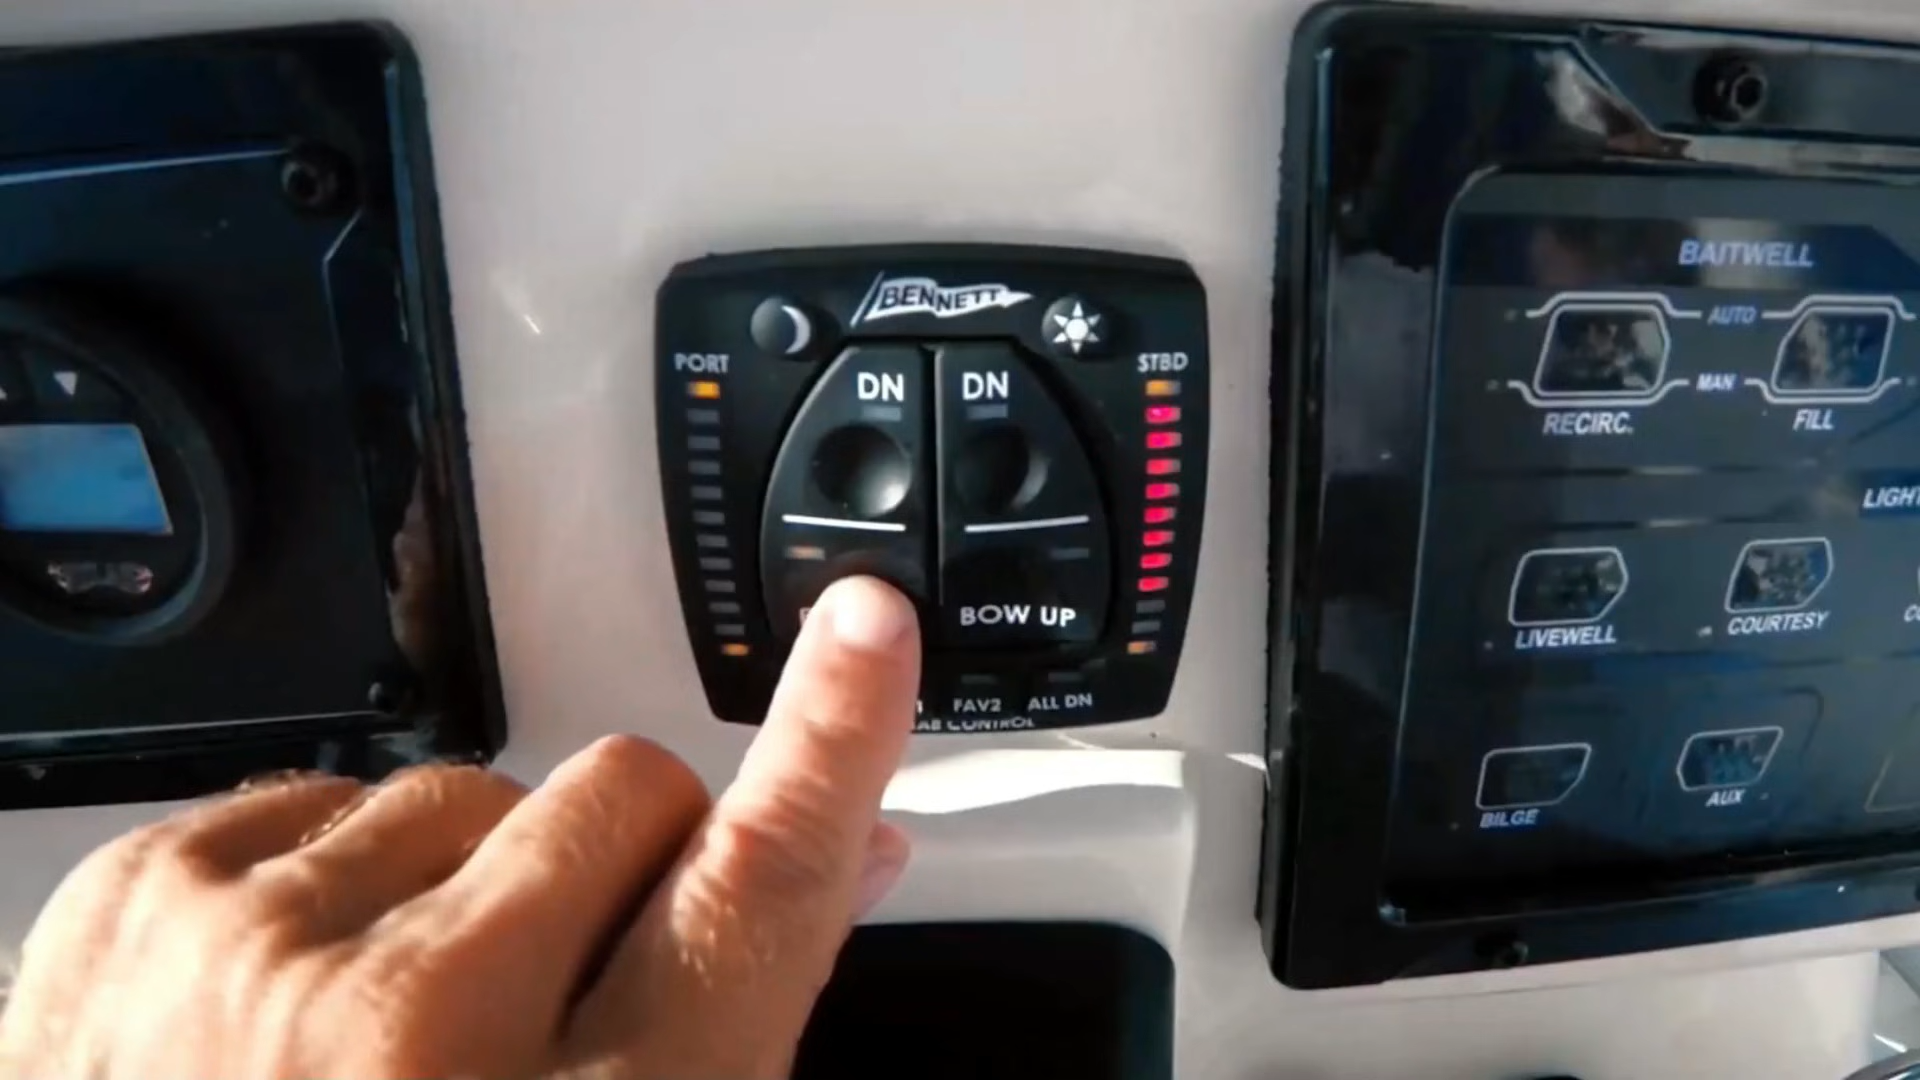 BENNETT
PORT
STBD
DN DN
BOW UP
FAV2 ALL DN
CONTROL
BAITWELL
AUTO
MAN
RECIRC.
FILL
LIVEWELL
COURTESY
BILGE
AUX